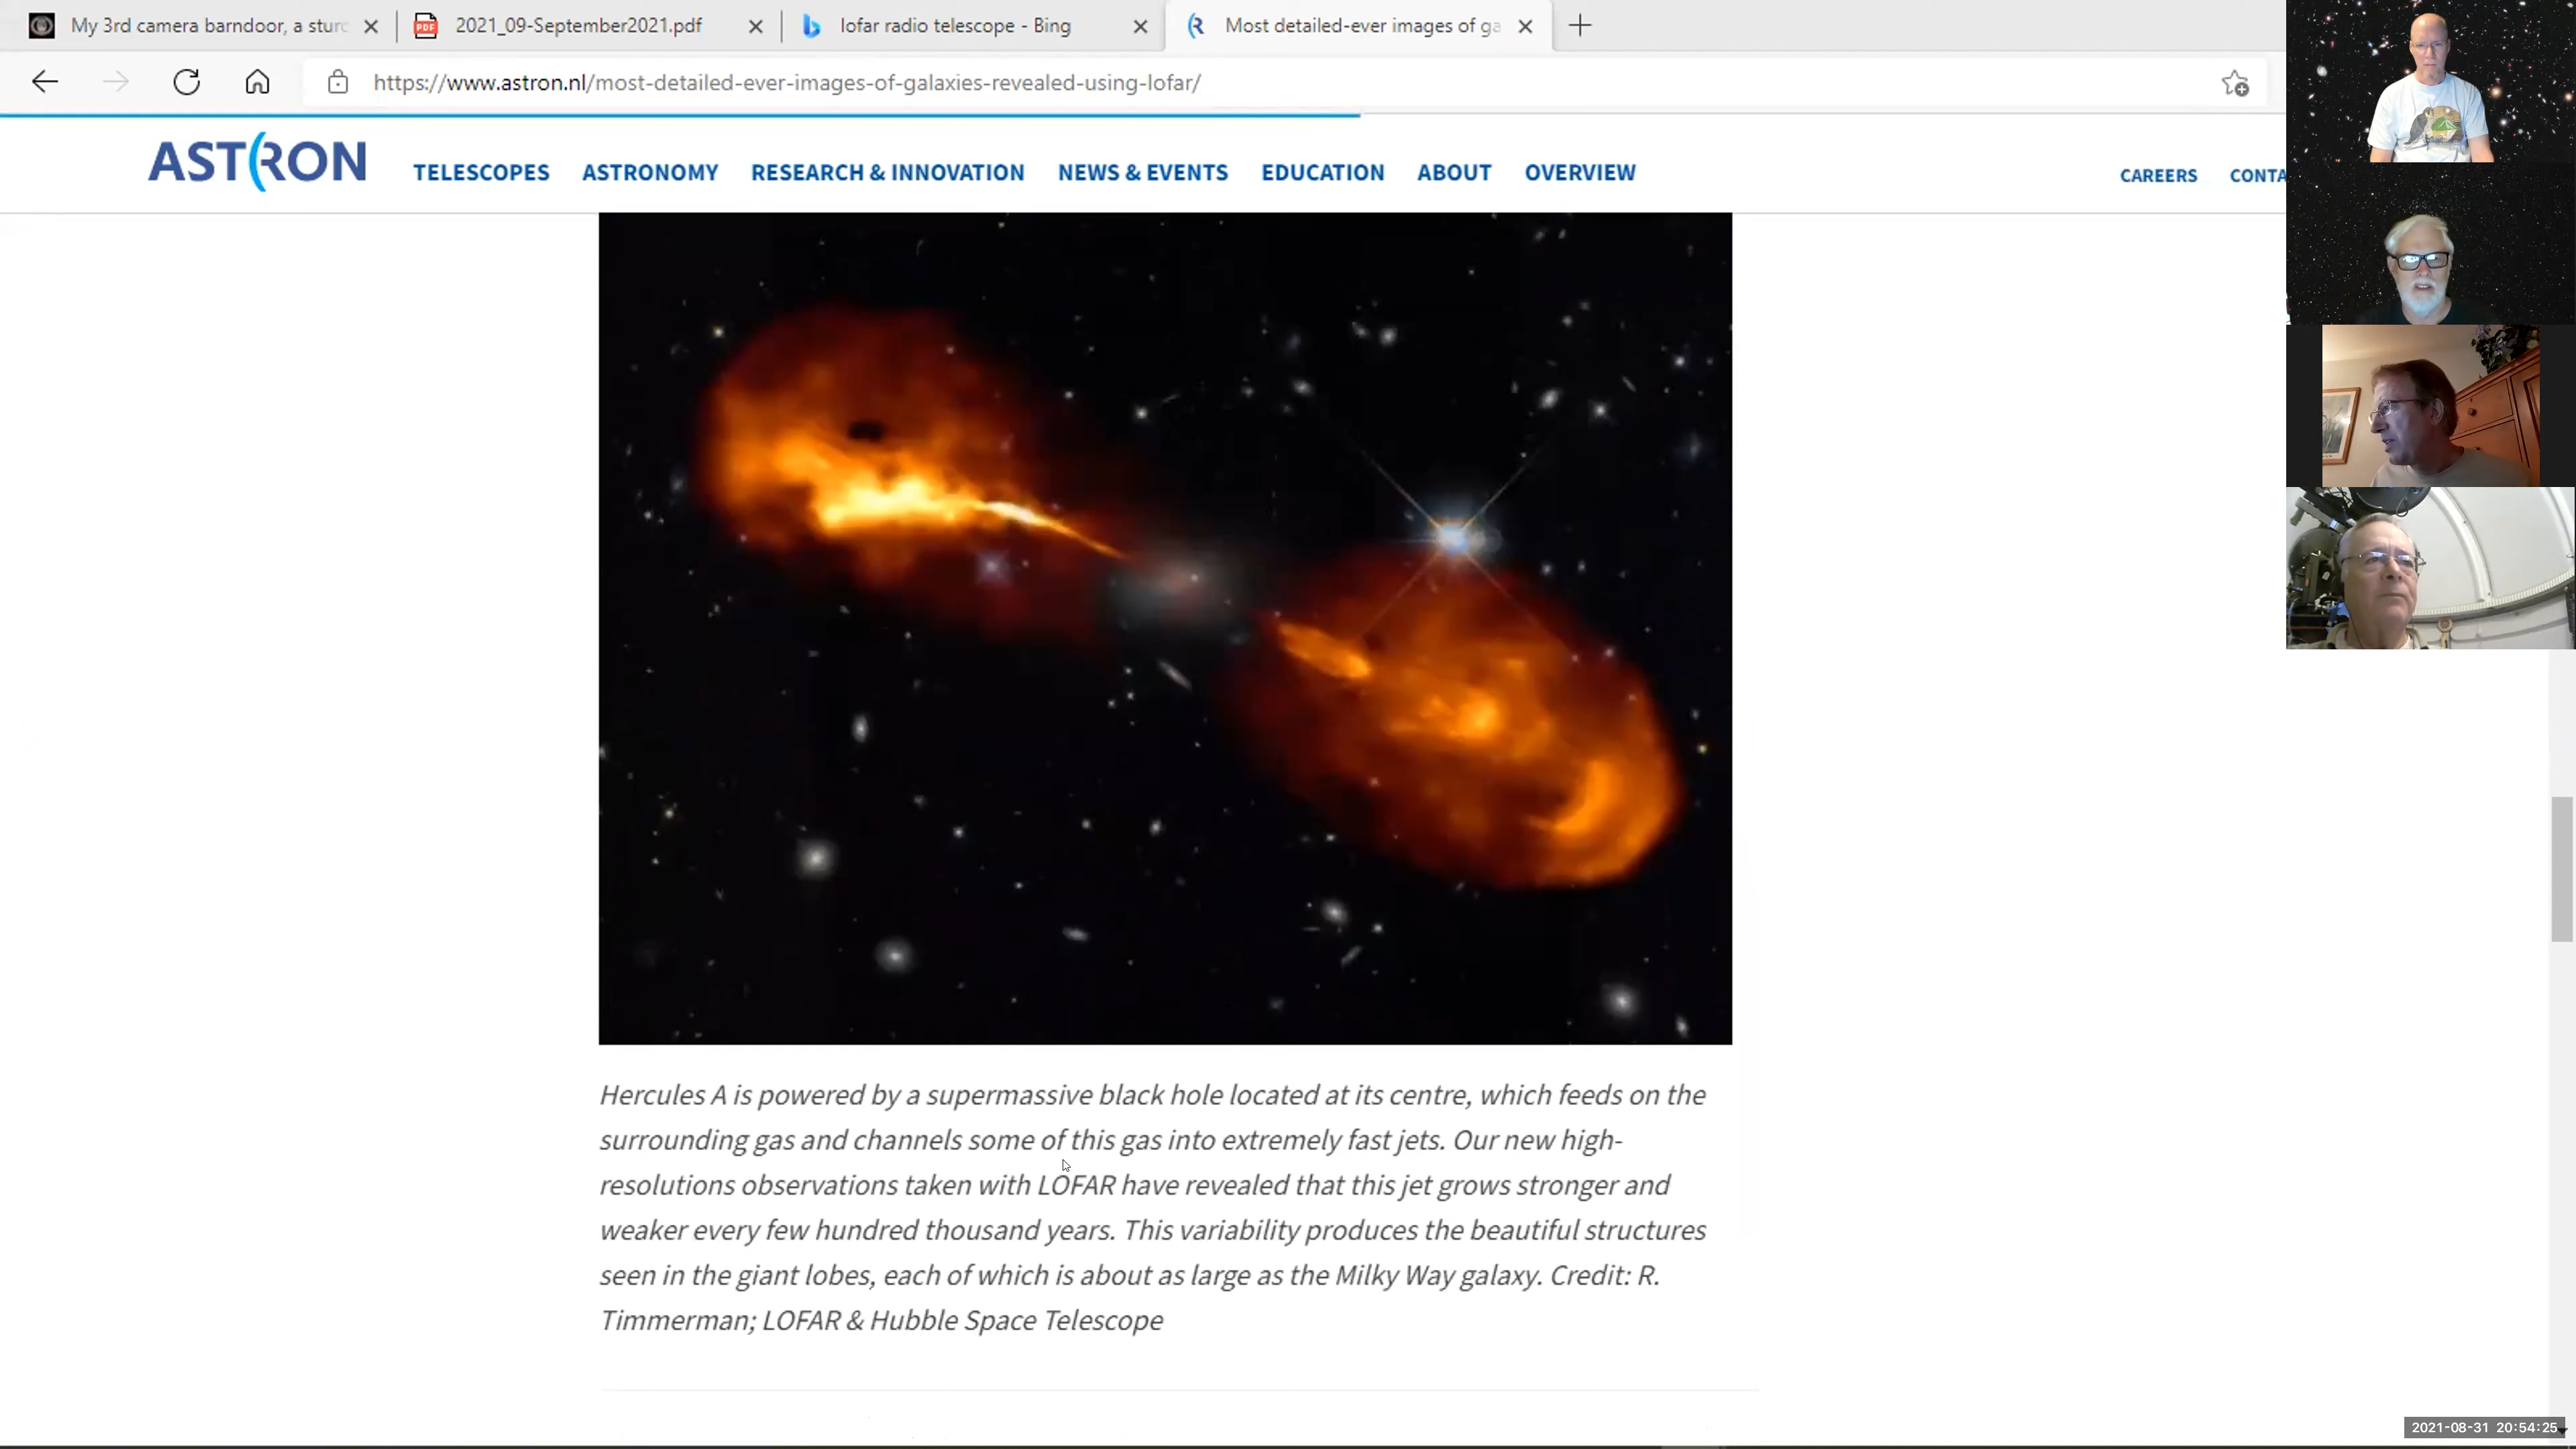 My 3rd camera barndoor, a sturc
2021_09-September2021.pdf
lofar radio telescope - Bing
Most detailed-ever images of ga
https://www.astron.nl/most-detailed-ever-images-of-galaxies-revealed-using-lofar/
ASTRON
TELESCOPES ASTRONOMY RESEARCH & INNOVATION NEWS & EVENTS EDUCATION ABOUT OVERVIEW
CAREERS CONTA
Hercules A is powered by a supermassive black hole located at its centre, which feeds on the
surrounding gas and channels some of this gas into extremely fast jets. Our new high-
resolutions observations taken with LOFAR have revealed that this jet grows stronger and
weaker every few hundred thousand years. This variability produces the beautiful structures
seen in the giant lobes, each of which is about as large as the Milky Way galaxy. Credit: R.
Timmerman; LOFAR & Hubble Space Telescope
2021-08-31 20:54:25